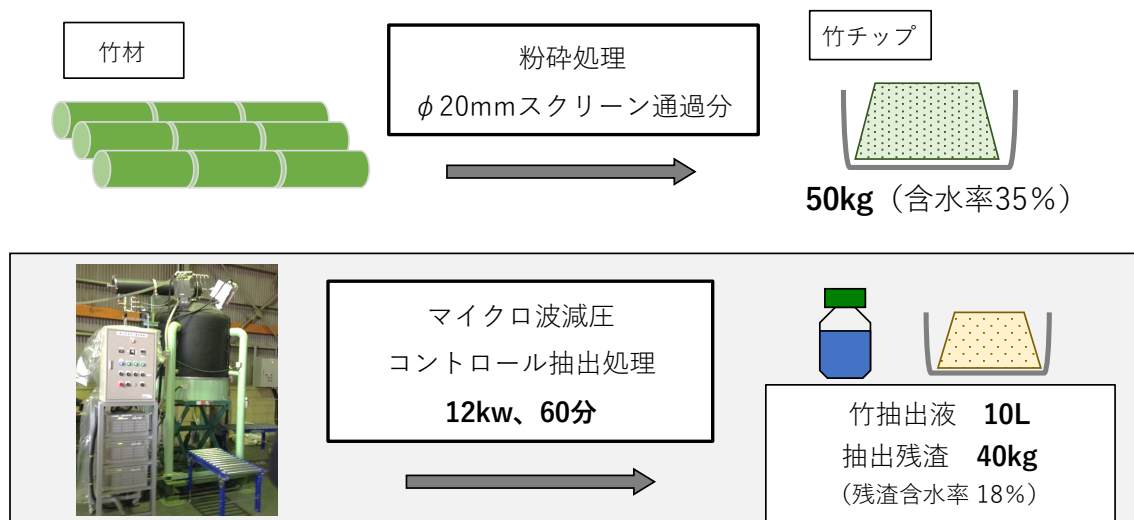 竹材
粉砕処理
φ20mmスクリーン通過分
竹チップ
50kg（含水率35％）
マイクロ波減圧
コントロール抽出処理
12kw、60分
竹抽出液　10L
抽出残渣　40kg
（残渣含水率 18％）